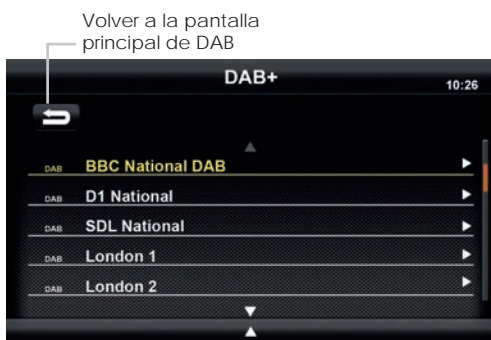 Volver a la pantalla
principal de DAB
DAB+
10:26
DAB BBC National DAB
DAB D1 National
DAB SDL National
DAB London 1
DAB London 2